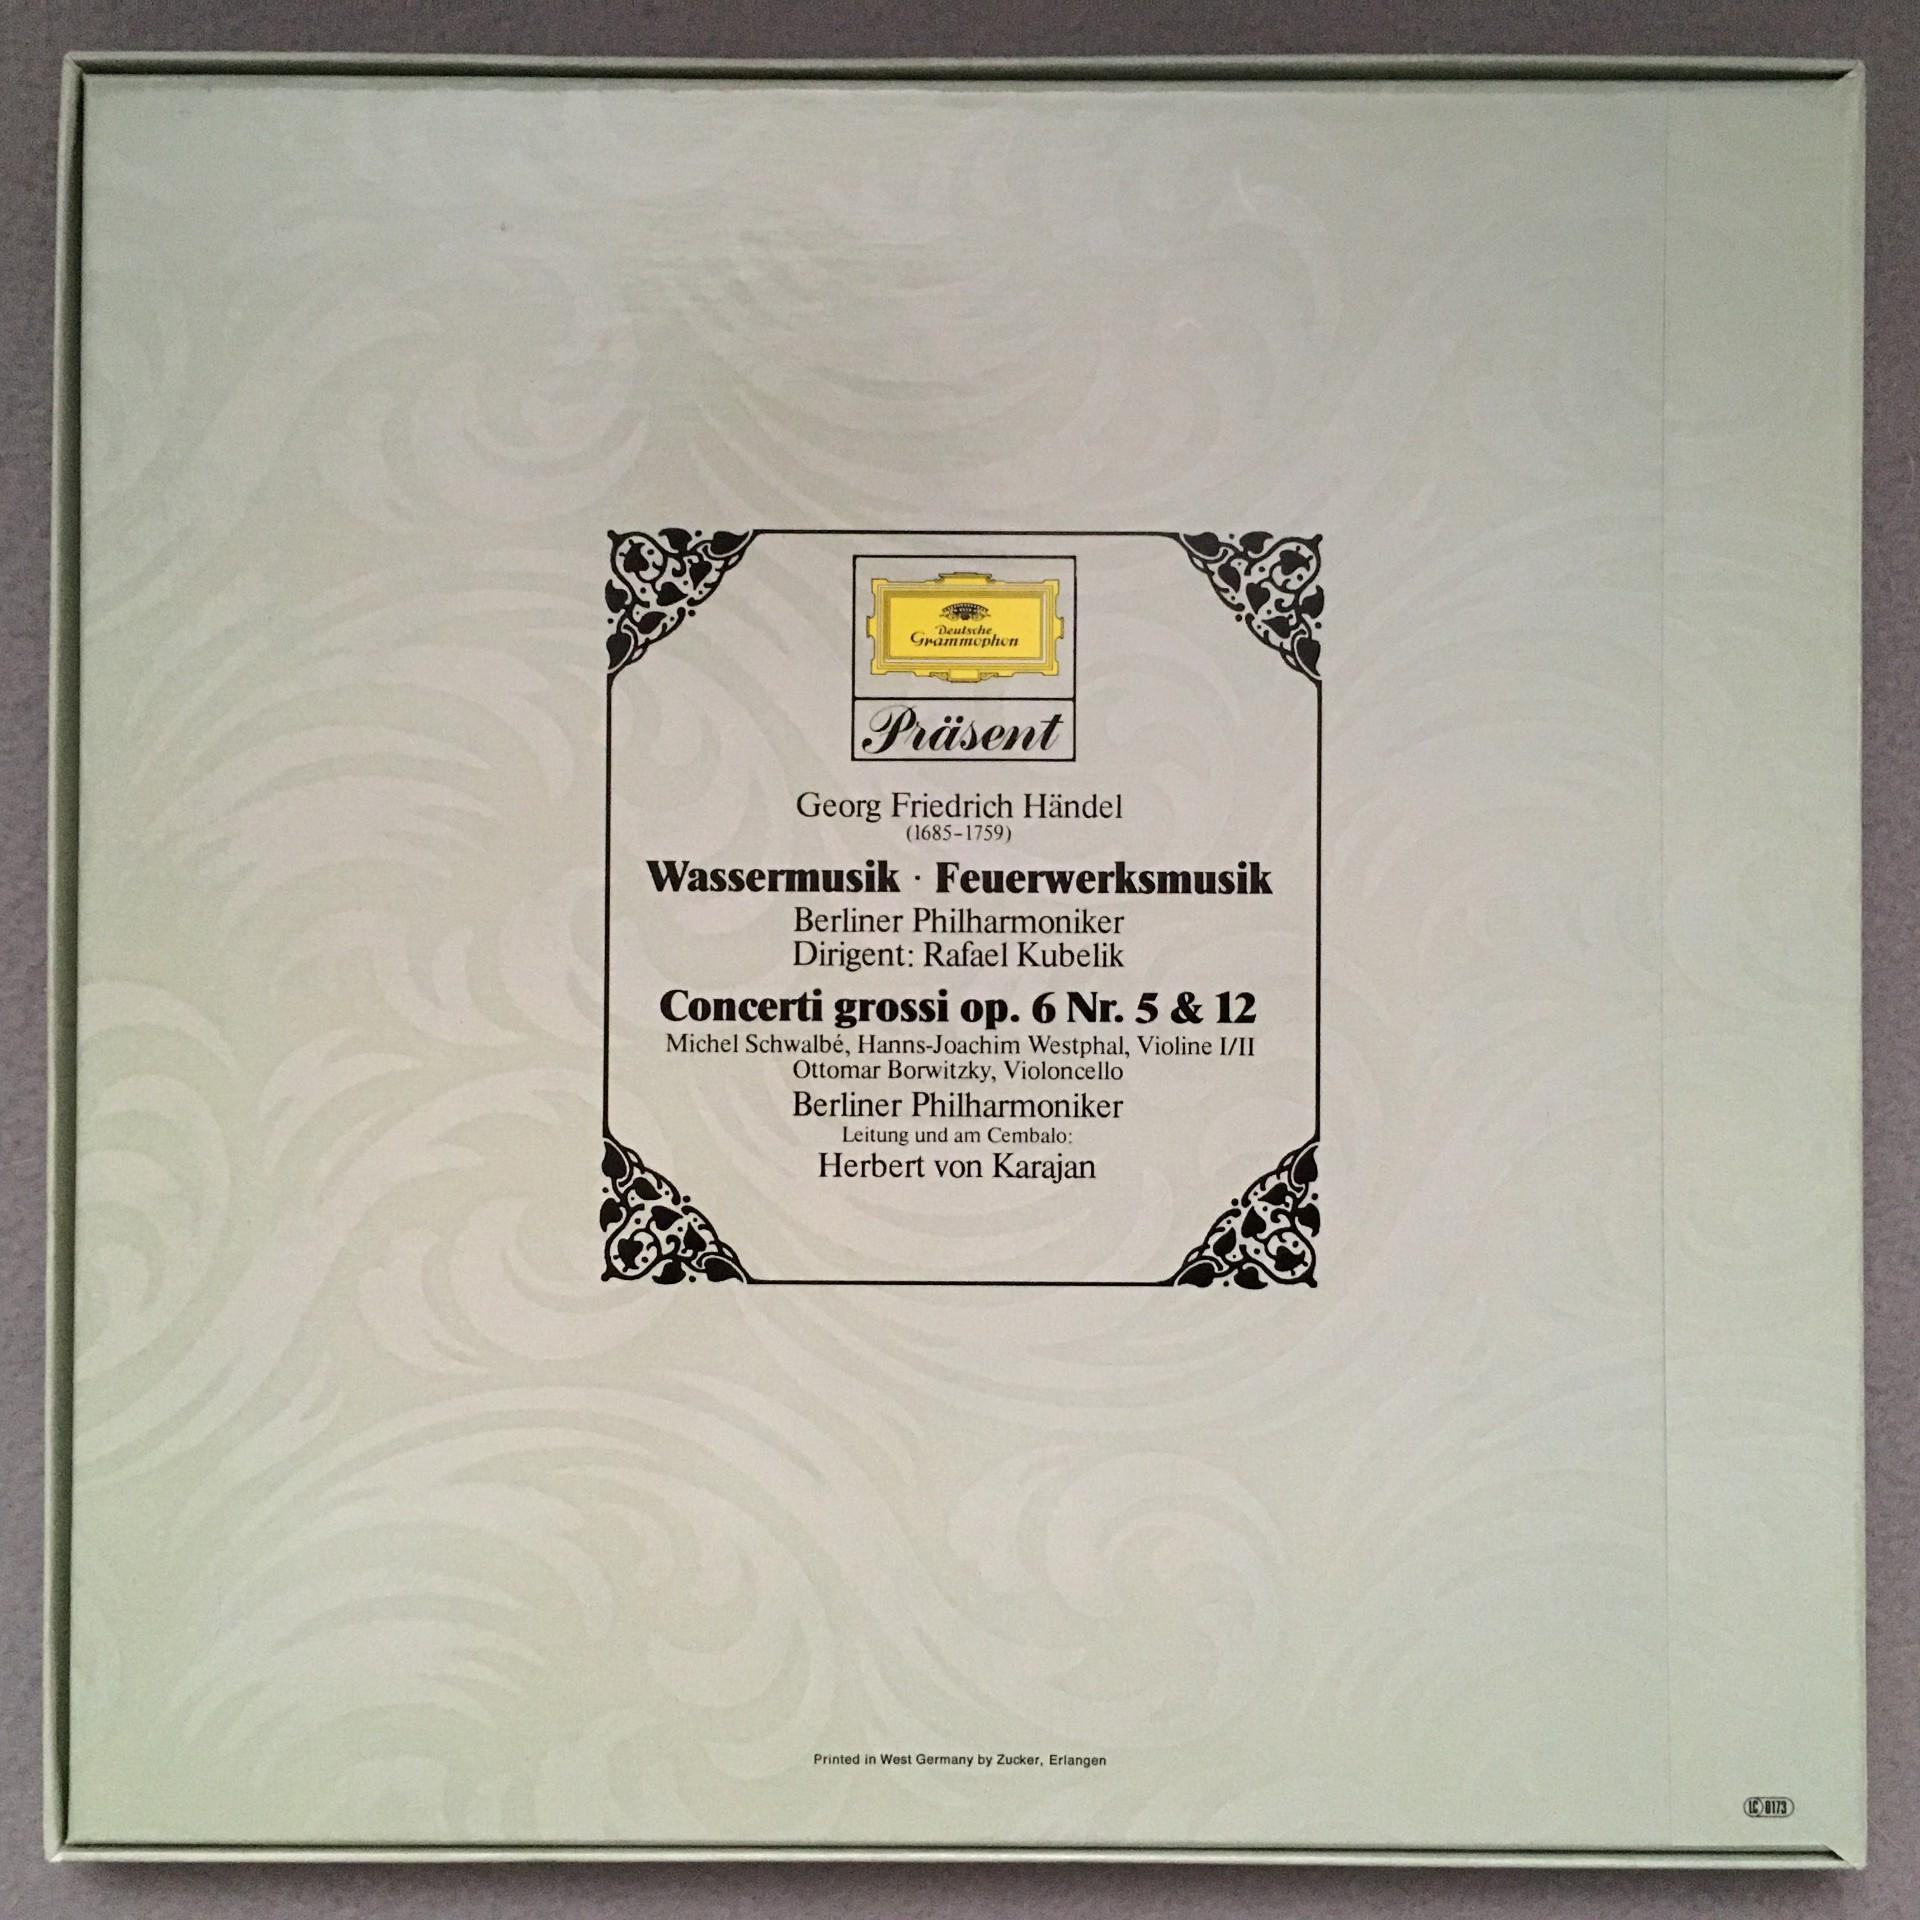 Deutsche
Grammophon
Präsent
Georg Friedrich Händel
(1685–1759)
Wassermusik · Feuerwerksmusik
Berliner Philharmoniker
Dirigent: Rafael Kubelik
Concerti grossi op. 6 Nr. 5 & 12
Michel Schwalbé, Hanns-Joachim Westphal, Violine I/II
Ottomar Borwitzky, Violoncello
Berliner Philharmoniker
Leitung und am Cembalo:
Herbert von Karajan
Printed in West Germany by Zucker, Erlangen
LC 0173